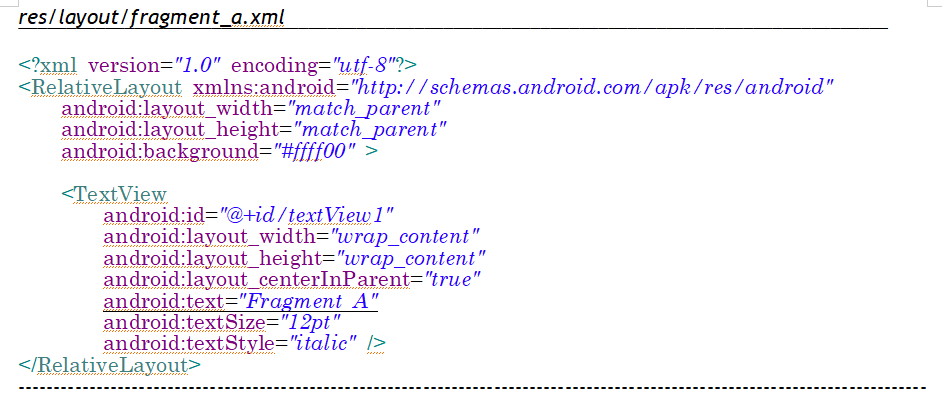 res/layout/fragment_a.xml
<?xml version="1.0" encoding="utf-8"?>
<RelativeLayout xmlns:android="http://schemas.android.com/apk/res/android"
android:layout_width="match_parent"
android:layout_height="match_parent"
android:background="#ffff00" >
<TextView
android:id="@+id/textView1"
android:layout_width="wrap_content"
android:layout_height="wrap_content"
android:layout_centerInParent="true"
android:text="Fragment A"
android:textSize="12pt"
android:textStyle="italic" />
</RelativeLayout>